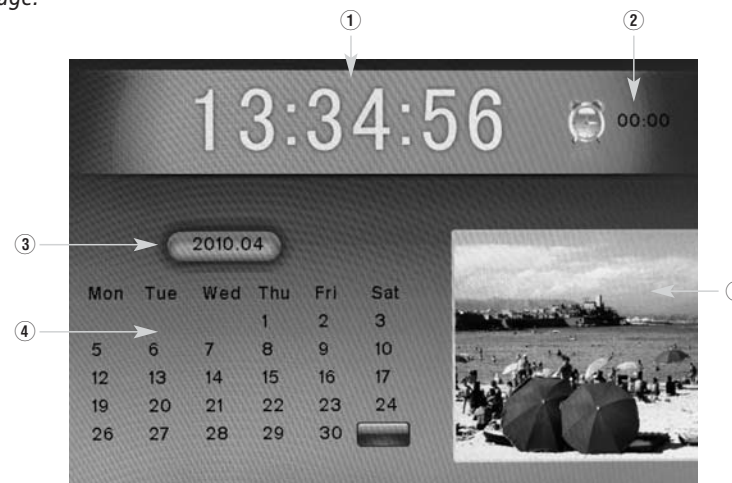 age.
① ②
13:34:56 00:00
③ 2010.04
Mon Tue Wed Thu Fri Sat
④ 1 2 3
5 6 7 8 9 10
12 13 14 15 16 17
19 20 21 22 23 24
26 27 28 29 30